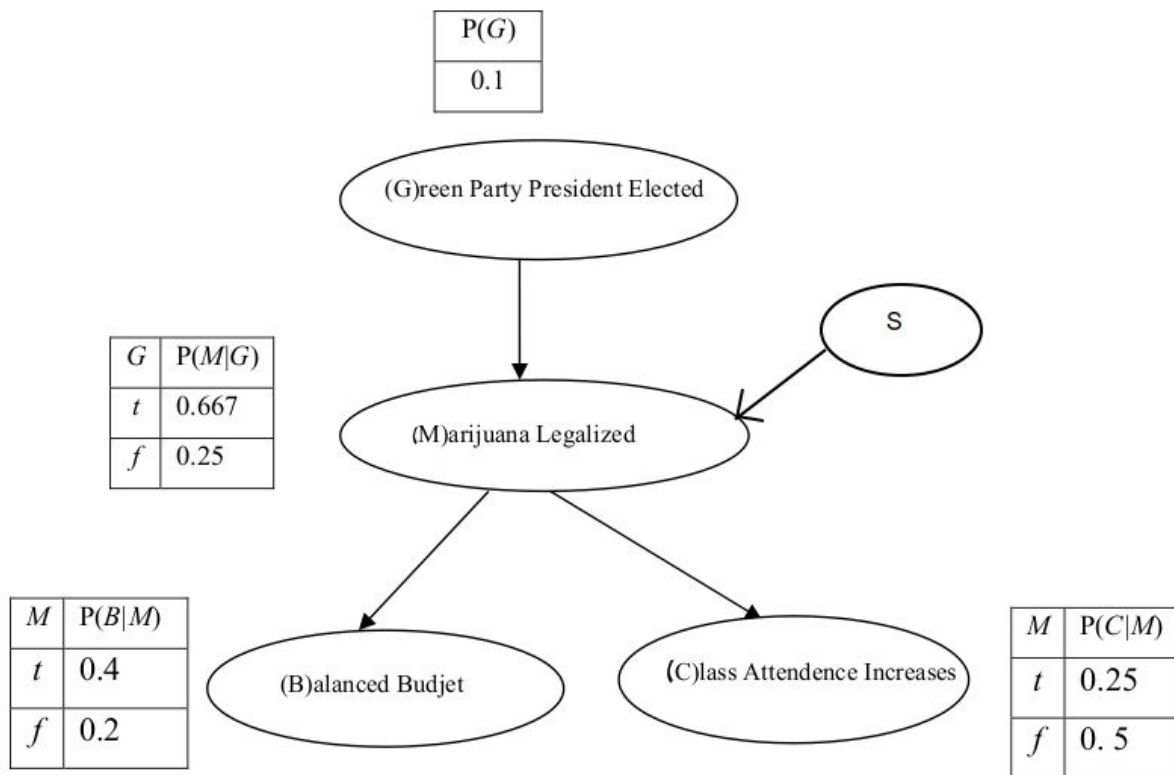 P(G)
0.1
(G)reen Party President Elected
S
G P(M|G)
t 0.667
f 0.25
(M)arijuana Legalized
M P(B|M)
t 0.4
f 0.2
(B)alanced Budjet
(C)lass Attendence Increases
M P(C|M)
t 0.25
f 0. 5